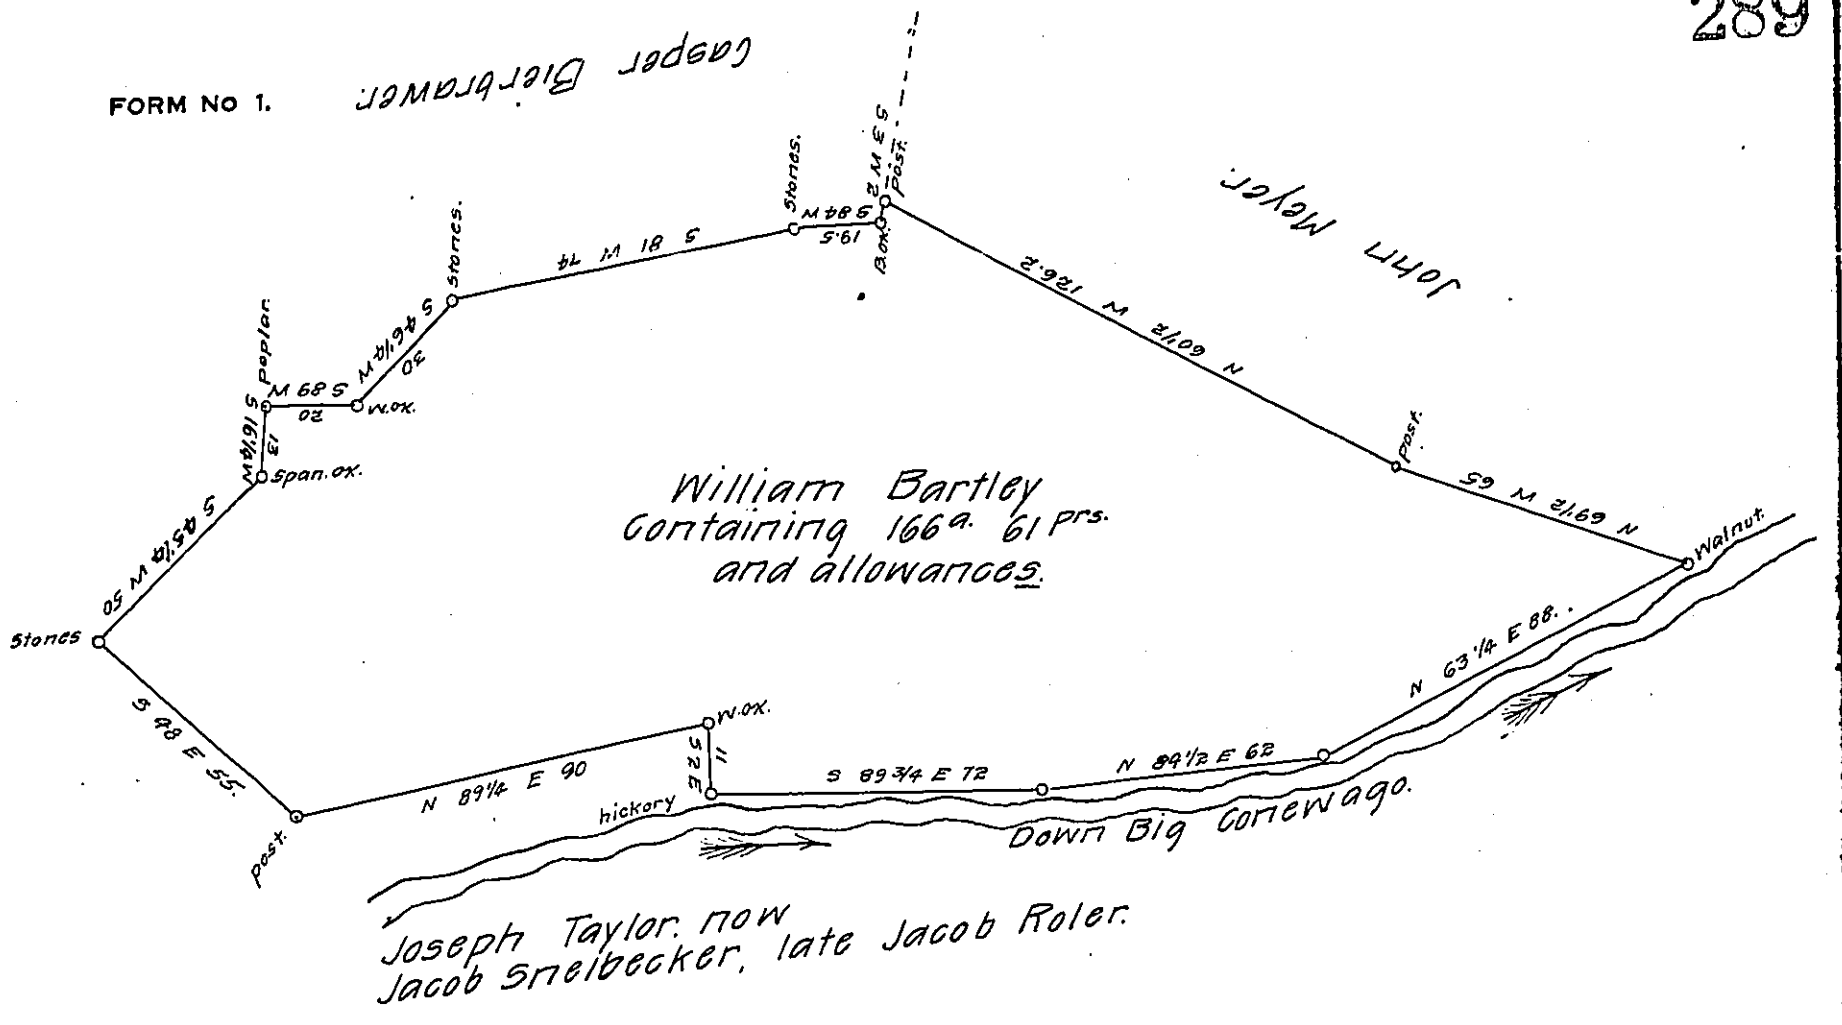 289
FORM NO 1.
Casper Bierbrawer.
John Meyer.
S 3 W 2
Post.
Stones.
S 84 W
19.5
B.ox.
Stones.
S 81 W 74
N 60 1/2 W 126.2
S 46 1/4 W
30
Poplar
S 89 W
20
W.ox.
S 16 1/4 W
13
Span.ox.
Post.
N 69 1/2 W 65
William Bartley
Containing 166 a. 61 prs.
and allowances.
Walnut.
S 45 1/4 W 50
Stones
N 63 1/4 E 88.
S 48 E 55.
W.ox.
11
S 2 E
N 89 1/4 E 90
S 89 3/4 E 72
N 84 1/2 E 62
hickory
post.
Down Big Conewago.
Joseph Taylor. now
Jacob Snelbecker, late Jacob Roler.